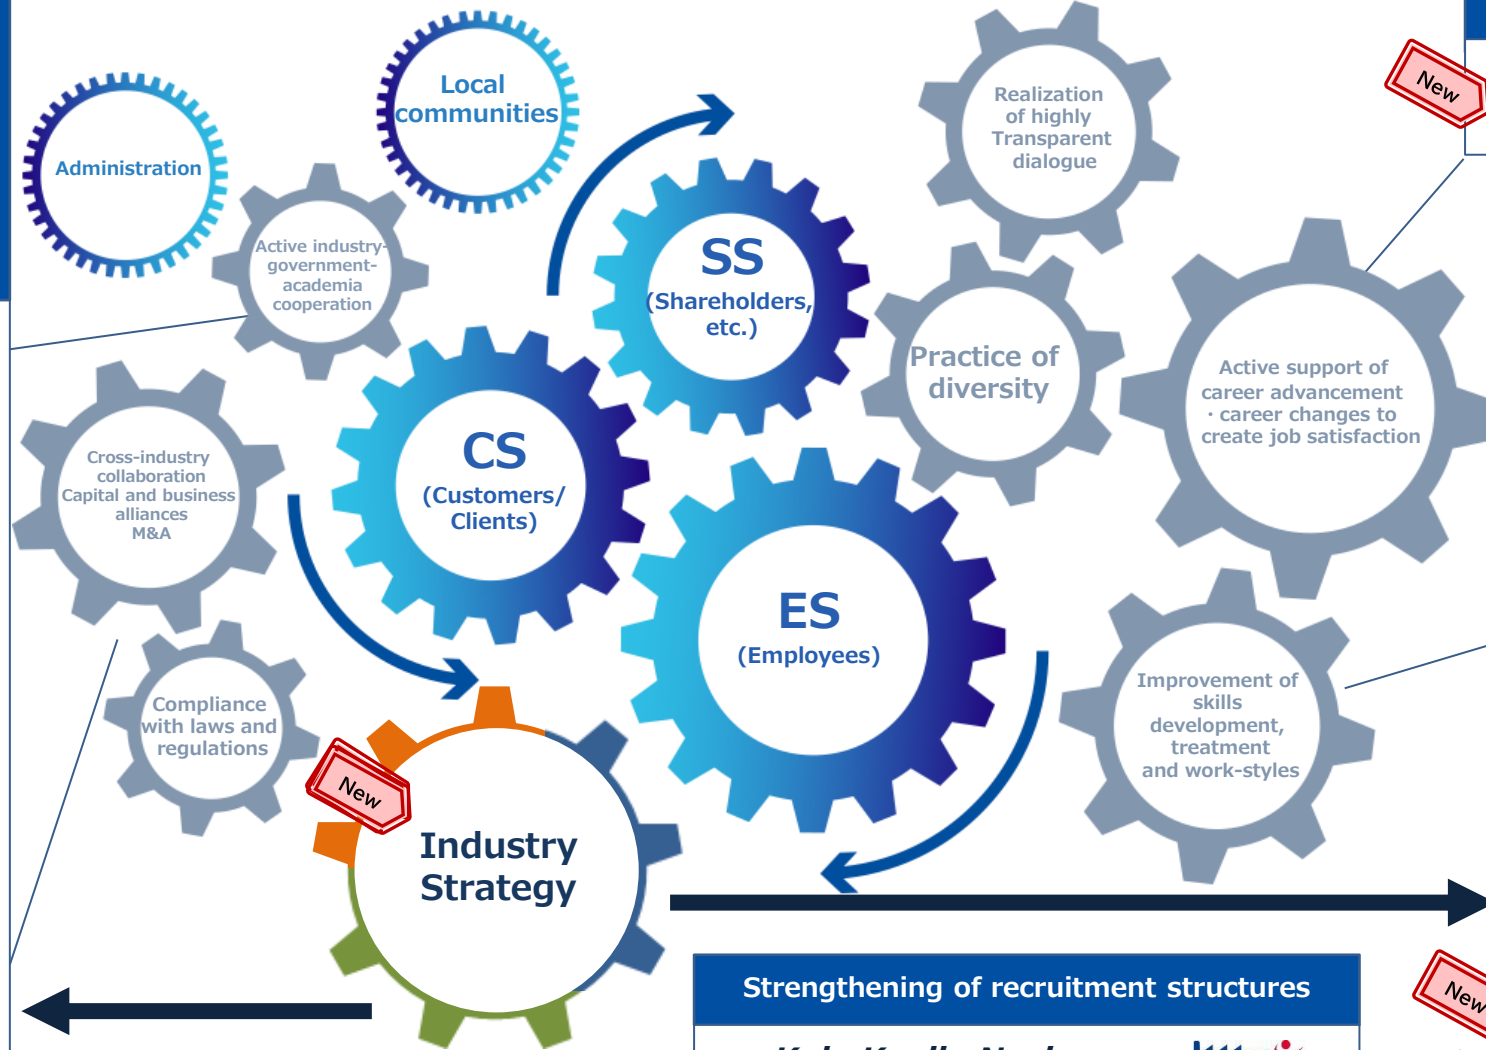 Administration
Local
communities
Active industry-
government-
academia
cooperation
SS
(Shareholders,
etc.)
Realization
of highly
Transparent
dialogue
New
Practice of
diversity
Active support of
career advancement
· career changes to
create job satisfaction
Cross-industry
collaboration
Capital and business
alliances
M&A
CS
(Customers/
Clients)
ES
(Employees)
Compliance
with laws and
regulations
Improvement of
skills
development,
treatment
and work-styles
New
Industry
Strategy
Strengthening of recruitment structures
New